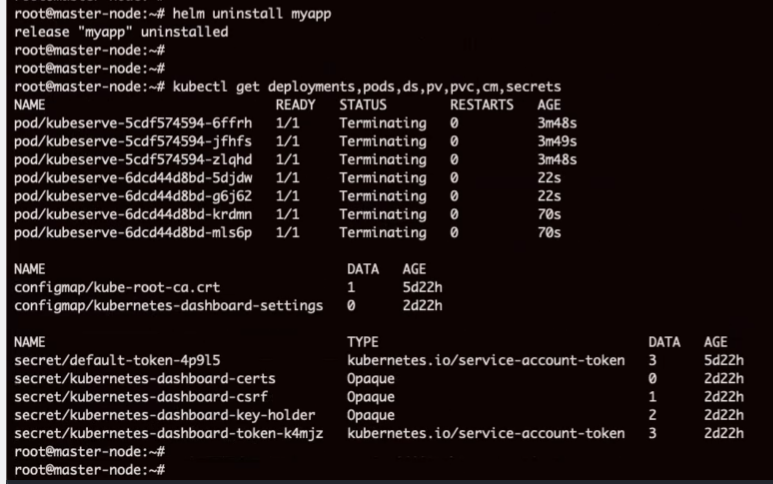 root@master-node:~# helm uninstall myapp
release "myapp" uninstalled
root@master-node:~#
root@master-node:~#
root@master-node:~# kubectl get deployments,pods,ds,pv,pvc,cm,secrets
NAME READY STATUS RESTARTS AGE
pod/kubeserve-5cdf574594-6ffrh 1/1 Terminating 0 3m48s
pod/kubeserve-5cdf574594-jfhfs 1/1 Terminating 0 3m49s
pod/kubeserve-5cdf574594-zlqhd 1/1 Terminating 0 3m48s
pod/kubeserve-6dcd44d8bd-5djdw 1/1 Terminating 0 22s
pod/kubeserve-6dcd44d8bd-g6j62 1/1 Terminating 0 22s
pod/kubeserve-6dcd44d8bd-krdmn 1/1 Terminating 0 70s
pod/kubeserve-6dcd44d8bd-mls6p 1/1 Terminating 0 70s
NAME DATA AGE
configmap/kube-root-ca.crt 1 5d22h
configmap/kubernetes-dashboard-settings 0 2d22h
NAME TYPE DATA AGE
secret/default-token-4p9l5 kubernetes.io/service-account-token 3 5d22h
secret/kubernetes-dashboard-certs Opaque 0 2d22h
secret/kubernetes-dashboard-csrf Opaque 1 2d22h
secret/kubernetes-dashboard-key-holder Opaque 2 2d22h
secret/kubernetes-dashboard-token-k4mjz kubernetes.io/service-account-token 3 2d22h
root@master-node:~#
root@master-node:~#